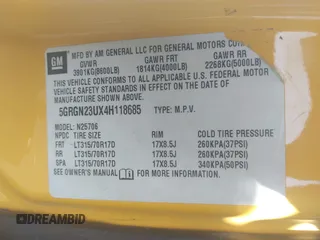 GM
MFD BY AM GENERAL LLC FOR GENERAL MOTORS CORP
GVWR GAWR FRT GAWR RR
3901KG(8600LB) 1814KG(4000LB) 2268KG(5000LB)
THIS VEHICLE CONFORMS TO ALL APPLICABLE U.S. FEDERAL MOTOR
VEHICLE SAFETY STANDARDS IN EFFECT ON THE DATE OF
MANUFACTURE SHOWN ABOVE.
5GRGN23UX4H118685 TYPE: M.P.V.
N25706
NPDC TIRE SIZE RIM COLD TIRE PRESSURE
FRT LT315/70R17D 17X8.5J 260KPA(37PSI)
RR LT315/70R17D 17X8.5J 260KPA(37PSI)
SPA LT315/70R17D 17X8.5J 340KPA(50PSI)
SEE OWNER'S MANUAL FOR ADDITIONAL INFORMATION
DREAMBID